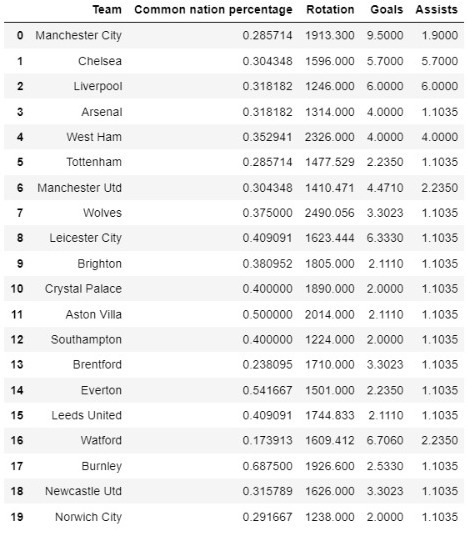 Team Common nation percentage Rotation Goals Assists
0 Manchester City 0.285714 1913.300 9.5000 1.9000
1 Chelsea 0.304348 1596.000 5.7000 5.7000
2 Liverpool 0.318182 1246.000 6.0000 6.0000
3 Arsenal 0.318182 1314.000 4.0000 1.1035
4 West Ham 0.352941 2326.000 4.0000 4.0000
5 Tottenham 0.285714 1477.529 2.2350 1.1035
6 Manchester Utd 0.304348 1410.471 4.4710 2.2350
7 Wolves 0.375000 2490.056 3.3023 1.1035
8 Leicester City 0.409091 1623.444 6.3330 1.1035
9 Brighton 0.380952 1805.000 2.1110 1.1035
10 Crystal Palace 0.400000 1890.000 2.0000 1.1035
11 Aston Villa 0.500000 2014.000 2.1110 1.1035
12 Southampton 0.400000 1224.000 2.0000 1.1035
13 Brentford 0.238095 1710.000 3.3023 1.1035
14 Everton 0.541667 1501.000 2.2350 1.1035
15 Leeds United 0.409091 1744.833 2.1110 1.1035
16 Watford 0.173913 1609.412 6.7060 2.2350
17 Burnley 0.687500 1926.600 2.5330 1.1035
18 Newcastle Utd 0.315789 1626.000 3.3023 1.1035
19 Norwich City 0.291667 1238.000 2.0000 1.1035